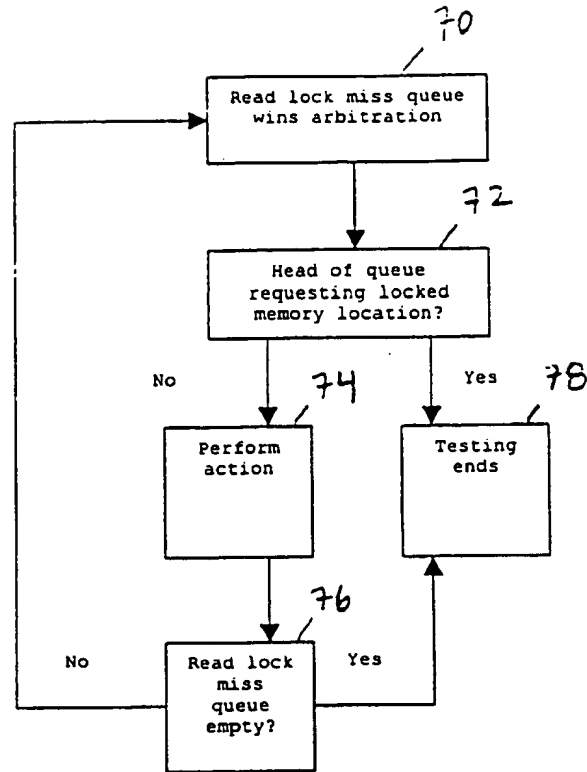 70
Read lock miss queue
wins arbitration
72
Head of queue
requesting locked
memory location?
No
74
Yes
78
Perform
action
Testing
ends
76
No
Read lock
miss
queue
empty?
Yes